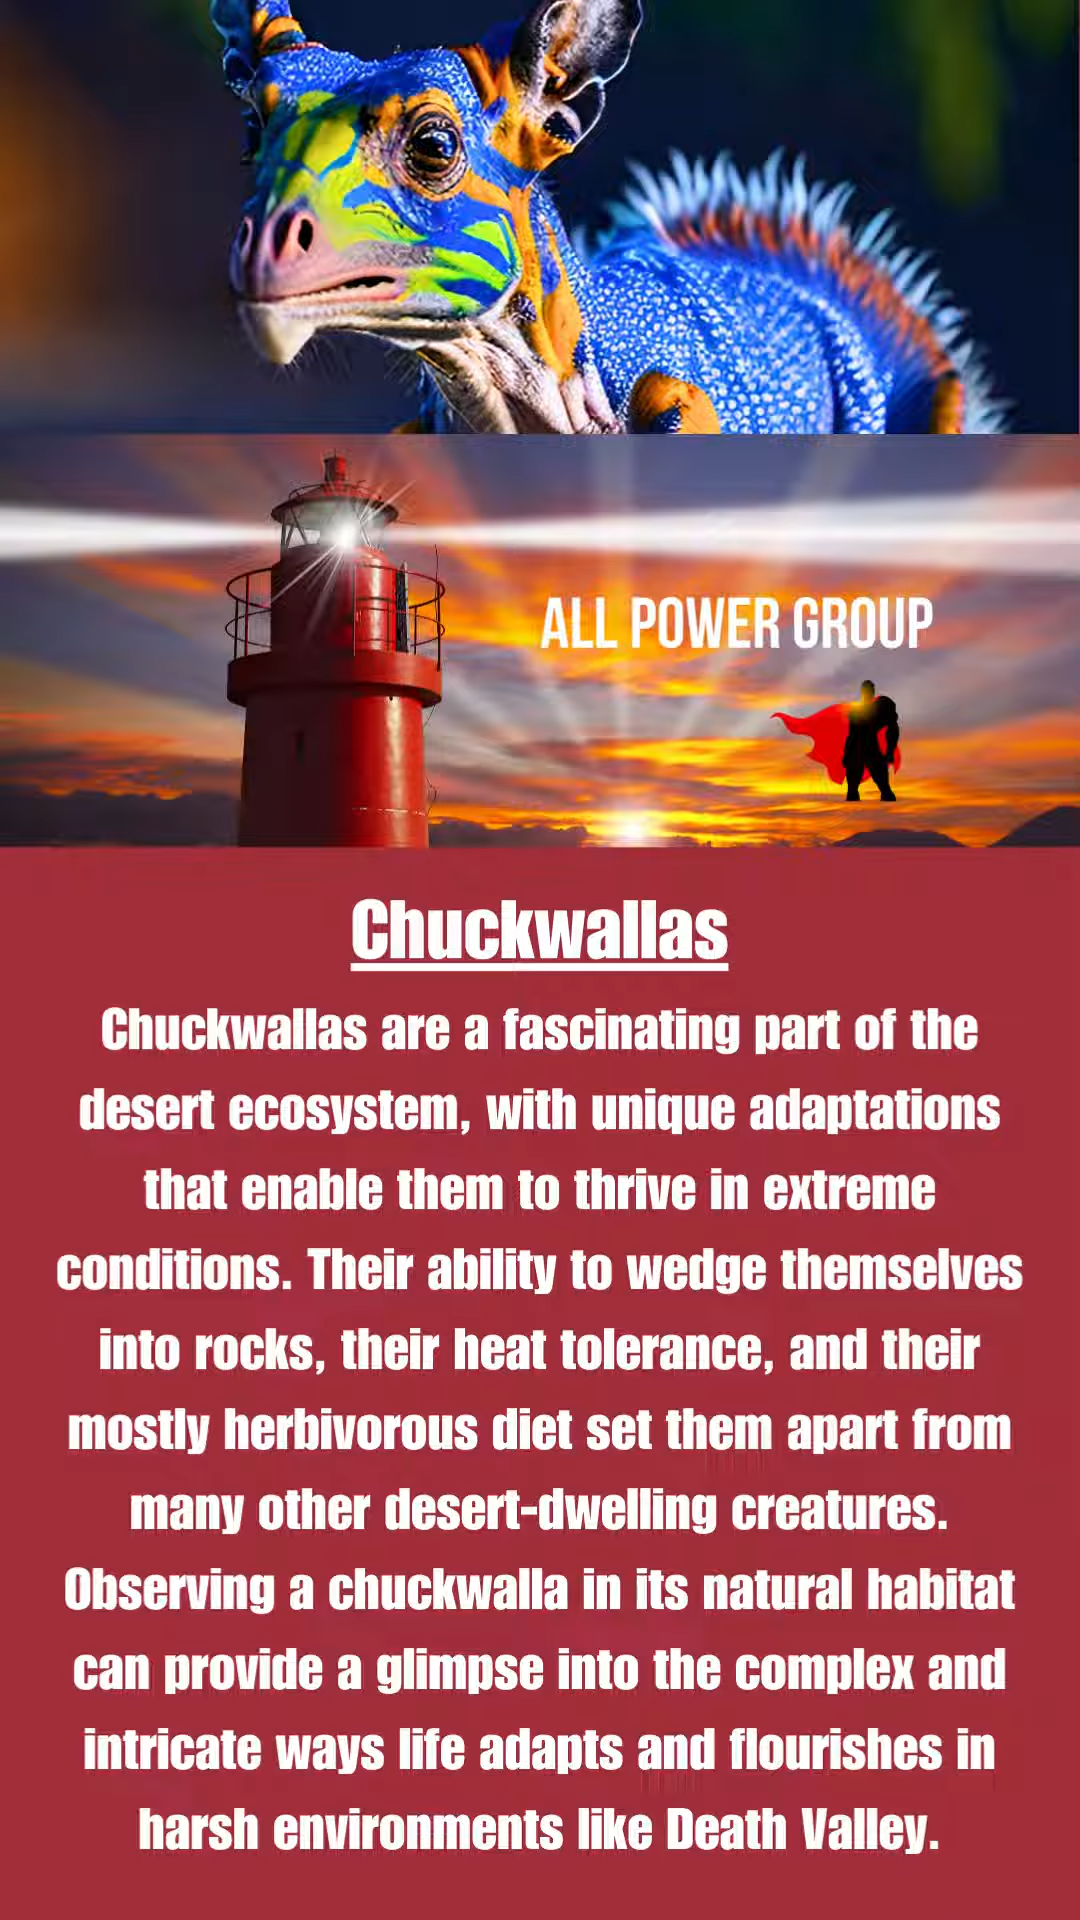 ALL POWER GROUP
Chuckwallas
Chuckwallas are a fascinating part of the
desert ecosystem, with unique adaptations
that enable them to thrive in extreme
conditions. Their ability to wedge themselves
into rocks, their heat tolerance, and their
mostly herbivorous diet set them apart from
many other desert-dwelling creatures.
Observing a chuckwalla in its natural habitat
can provide a glimpse into the complex and
intricate ways life adapts and flourishes in
harsh environments like Death Valley.